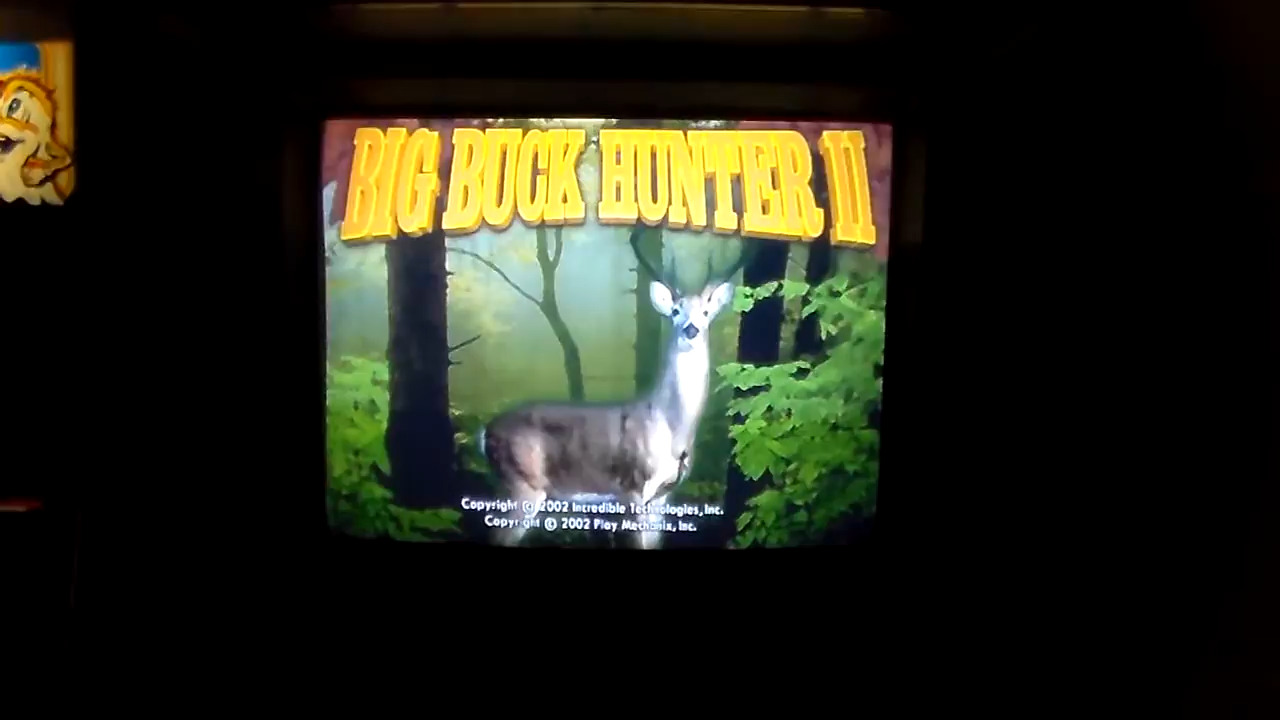 BIG BUCK HUNTER II
Copyright © 2002 Incredible Technologies, Inc.
Copyright © 2002 Play Mechanix, Inc.